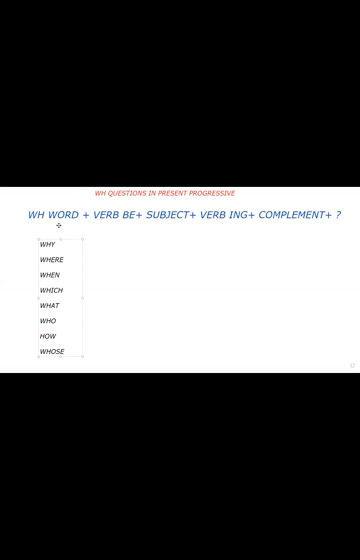 WH QUESTIONS IN PRESENT PROGRESSIVE
WH WORD + VERB BE+ SUBJECT+ VERB ING+ COMPLEMENT+ ?
WHY
WHERE
WHEN
WHICH
WHAT
WHO
HOW
WHOSE